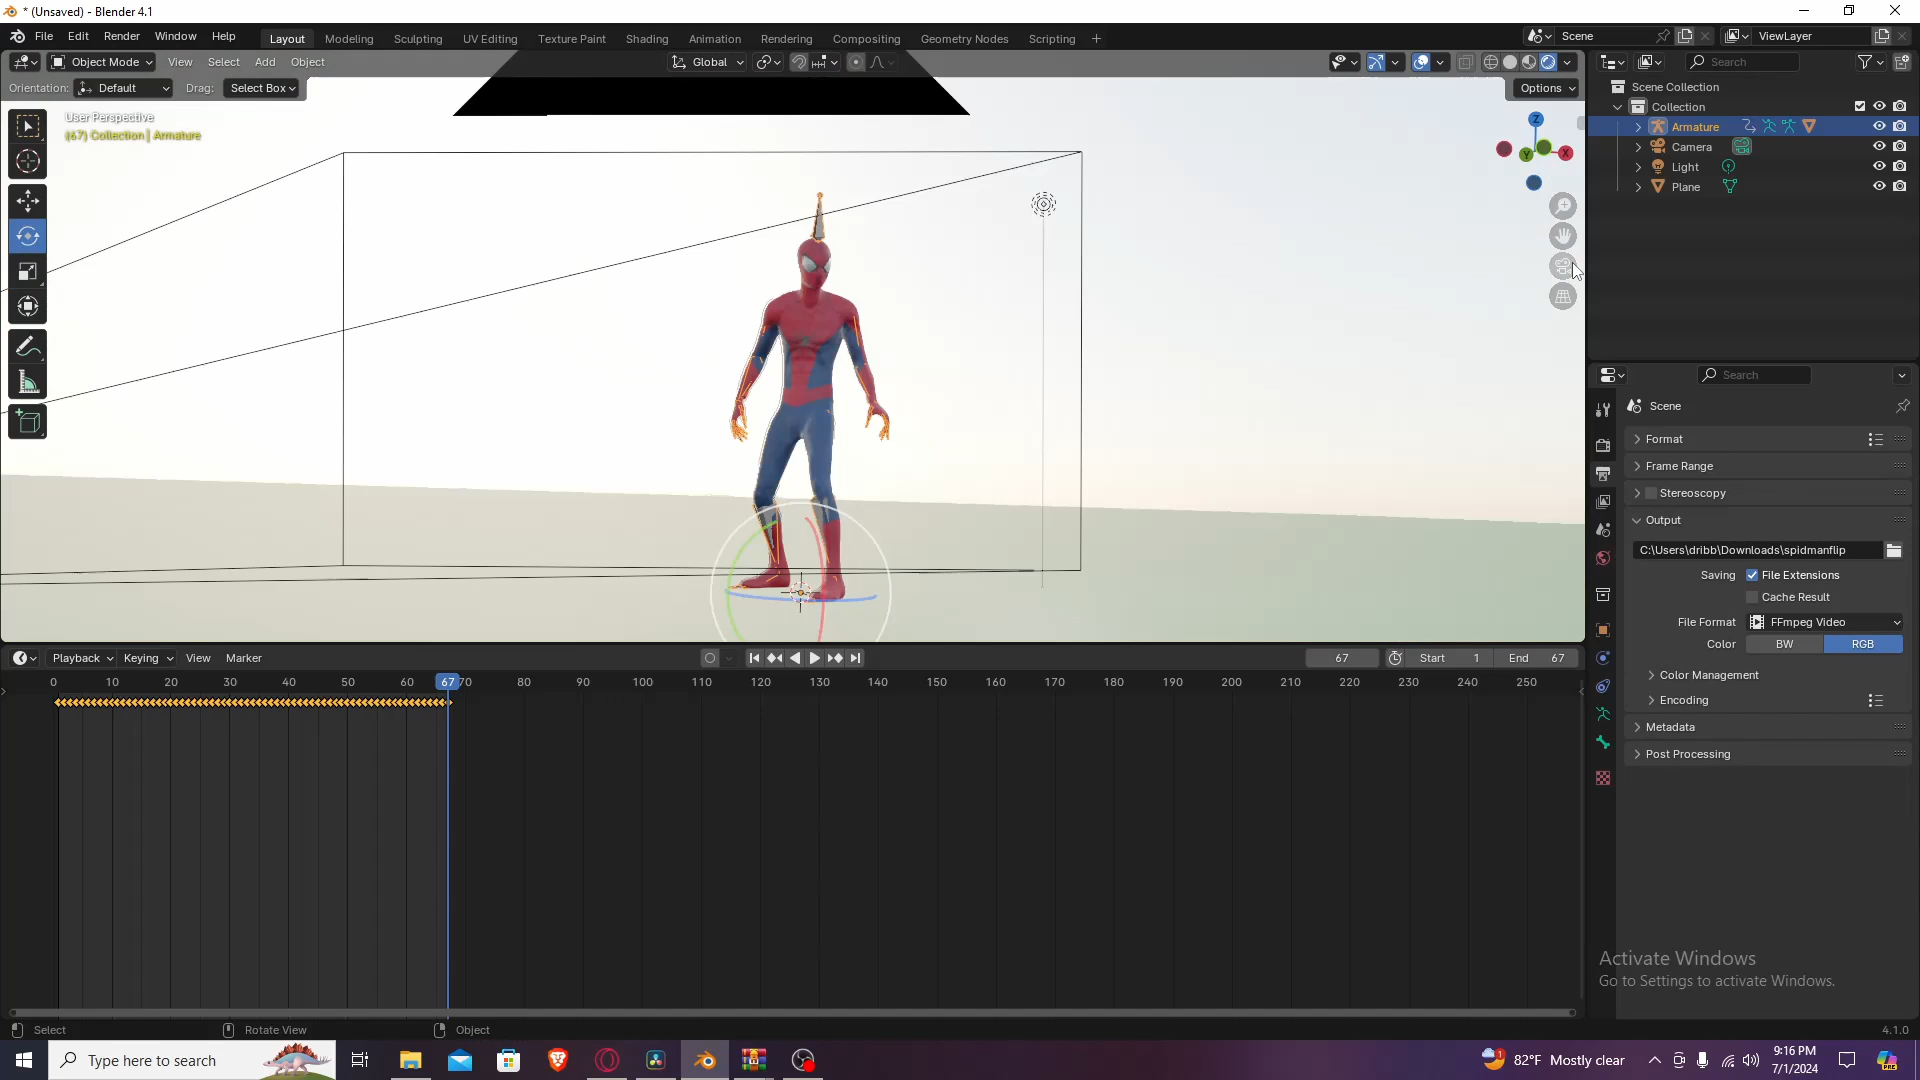 * (Unsaved) - Blender 4.1
File Edit Render Window Help
Layout Modeling Sculpting UV Editing Texture Paint Shading Animation Rendering Compositing Geometry Nodes Scripting +
Scene ViewLayer
Object Mode View Select Add Object Global
Orientation: Default Drag: Select Box Options
Search
User Perspective
(67) Collection | Armature
Z
Y X
Scene Collection
Collection
Armature
Camera
Light
Plane
Search
Scene
Format
Frame Range
Stereoscopy
Output
C:\Users\dribb\Downloads\spidmanflip
Saving File Extensions
Cache Result
File Format FFmpeg Video
Color BW RGB
Color Management
Encoding
Metadata
Post Processing
Playback Keying View Marker 67 Start 1 End 67
0 10 20 30 40 50 60 67 70 80 90 100 110 120 130 140 150 160 170 180 190 200 210 220 230 240 250
Activate Windows
Go to Settings to activate Windows.
Select Rotate View Object 4.1.0
Type here to search
82°F Mostly clear
9:16 PM
7/1/2024